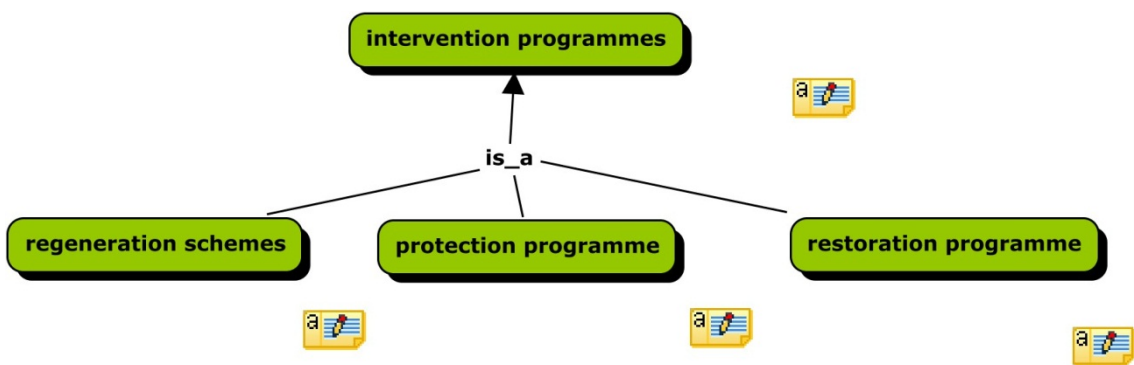 intervention programmes
a
is_a
regeneration schemes
protection programme
restoration programme
a
a
a